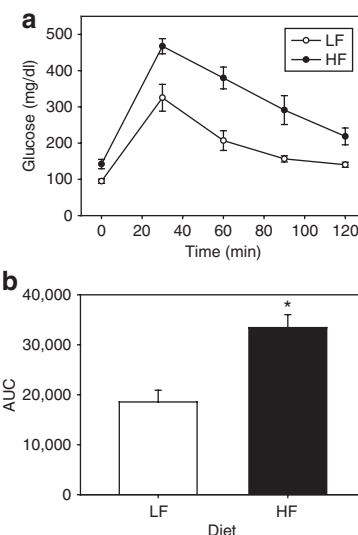 a
500
400
300
200
100
0
Glucose (mg/dl)
LF
HF
0 20 40 60 80 100 120
Time (min)
b
40,000
30,000
20,000
10,000
0
AUC
*
LF HF
Diet